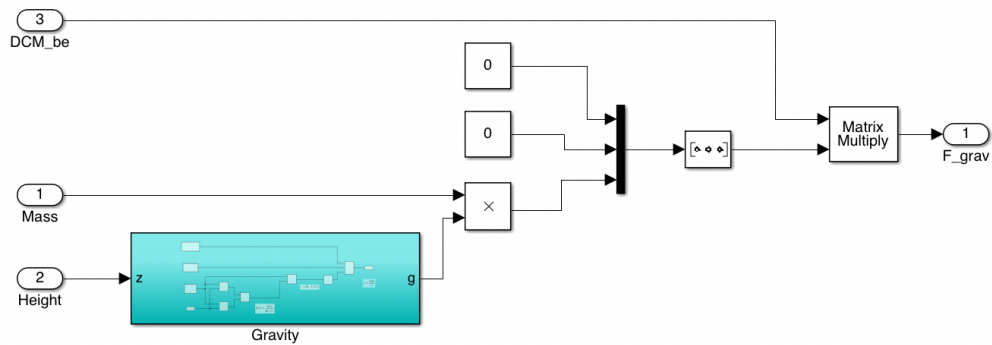 3
DCM_be
0
0
Matrix
Multiply
1
F_grav
1
Mass
×
2
Height
z
g
Gravity